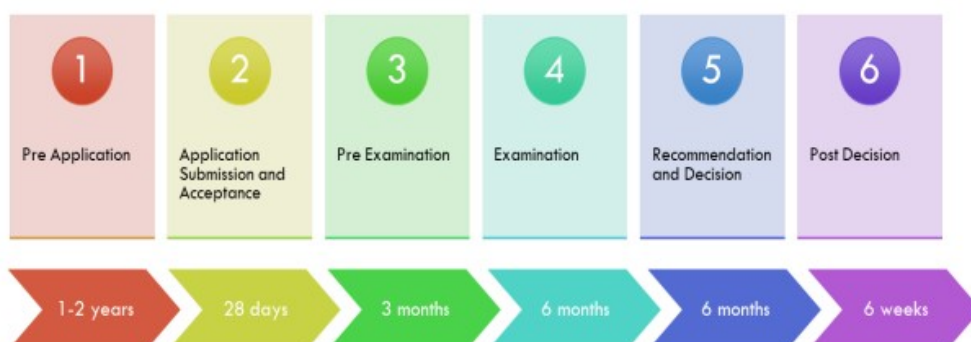 1
2
3
4
5
6
Pre Application
Application
Submission and
Acceptance
Pre Examination
Examination
Recommendation
and Decision
Post Decision
1-2 years
28 days
3 months
6 months
6 months
6 weeks